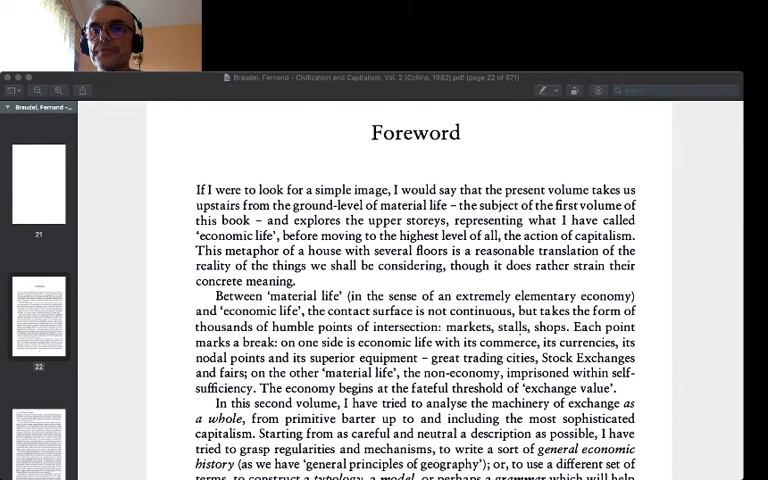 Braudel, Fernand - Civilization and Capitalism, Vol. 2 (Collins, 1982).pdf (page 22 of 671)
Search
Braudel, Fernand -...
21
22
Foreword
If I were to look for a simple image, I would say that the present volume takes us
upstairs from the ground-level of material life – the subject of the first volume of
this book – and explores the upper storeys, representing what I have called
‘economic life’, before moving to the highest level of all, the action of capitalism.
This metaphor of a house with several floors is a reasonable translation of the
reality of the things we shall be considering, though it does rather strain their
concrete meaning.
Between ‘material life’ (in the sense of an extremely elementary economy)
and ‘economic life’, the contact surface is not continuous, but takes the form of
thousands of humble points of intersection: markets, stalls, shops. Each point
marks a break: on one side is economic life with its commerce, its currencies, its
nodal points and its superior equipment – great trading cities, Stock Exchanges
and fairs; on the other ‘material life’, the non-economy, imprisoned within self-
sufficiency. The economy begins at the fateful threshold of ‘exchange value’.
In this second volume, I have tried to analyse the machinery of exchange as
a whole, from primitive barter up to and including the most sophisticated
capitalism. Starting from as careful and neutral a description as possible, I have
tried to grasp regularities and mechanisms, to write a sort of general economic
history (as we have ‘general principles of geography’); or, to use a different set of
terms, to construct a typology, a model, or perhaps a grammar which will help